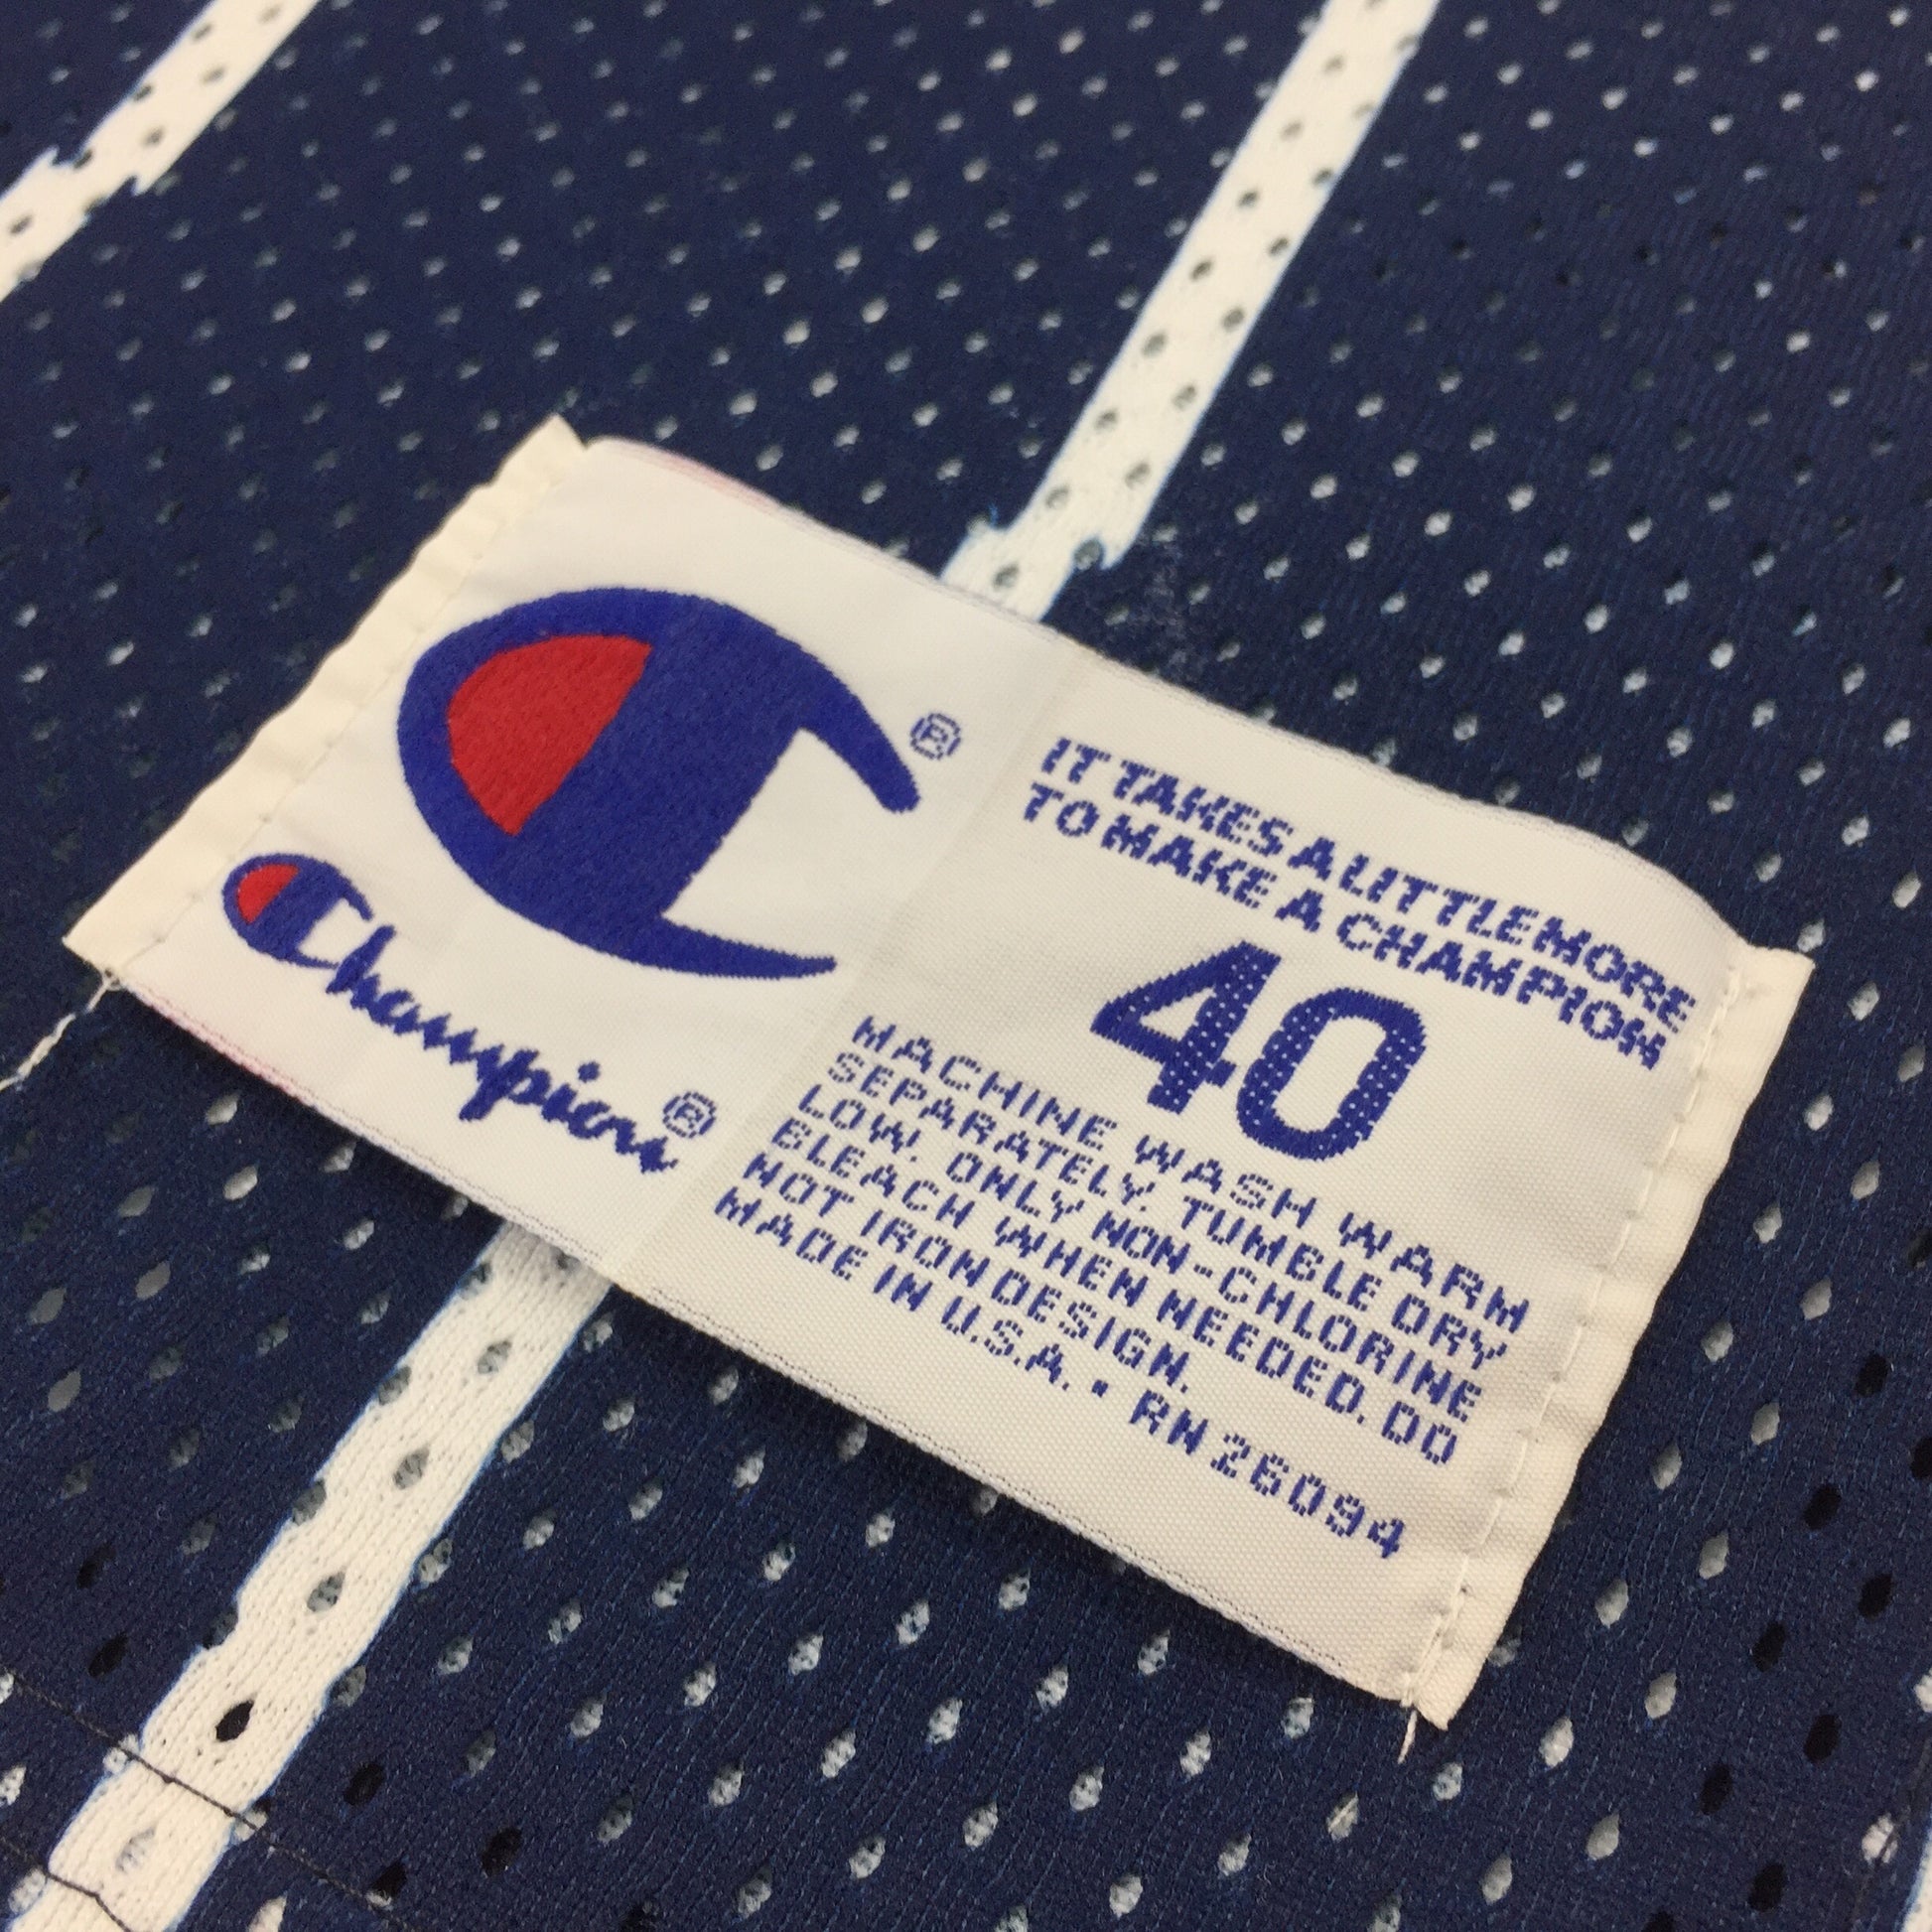 ®
Champion®
IT TAKES A LITTLE MORE
TO MAKE A CHAMPION
40
MACHINE WASH WARM
SEPARATELY. TUMBLE DRY
LOW. ONLY NON-CHLORINE
BLEACH WHEN NEEDED. DO
NOT IRON DESIGN.
MADE IN U.S.A. • RN 26094